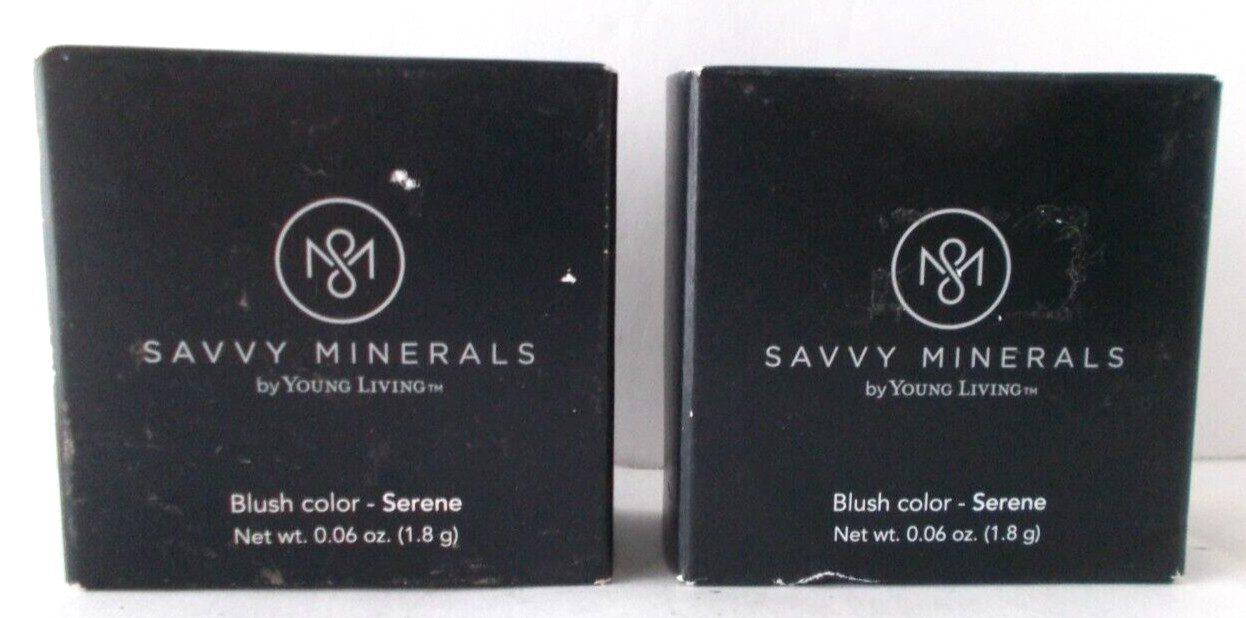 SAVVY MINERALS
by YOUNG LIVING™
Blush color - Serene
Net wt. 0.06 oz. (1.8 g)
SAVVY MINERALS
by YOUNG LIVING™
Blush color - Serene
Net wt. 0.06 oz. (1.8 g)